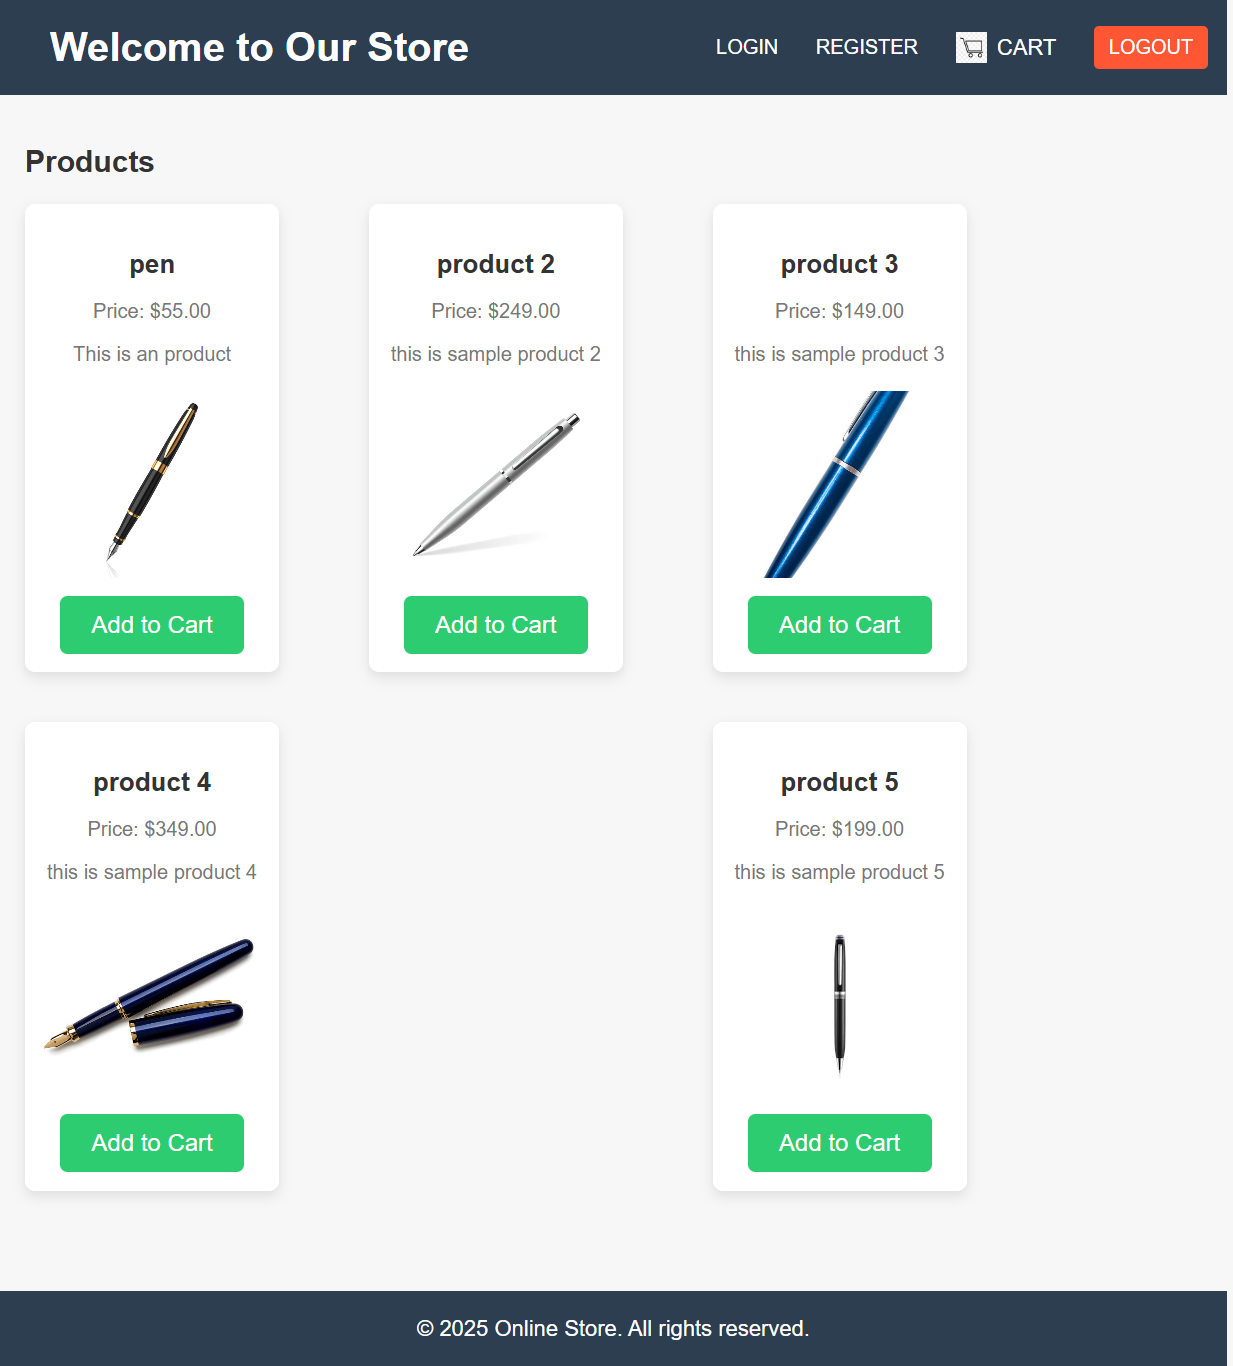 Welcome to Our Store
LOGIN REGISTER CART LOGOUT
Products
pen
Price: $55.00
This is an product
Add to Cart
product 2
Price: $249.00
this is sample product 2
Add to Cart
product 3
Price: $149.00
this is sample product 3
Add to Cart
product 4
Price: $349.00
this is sample product 4
Add to Cart
product 5
Price: $199.00
this is sample product 5
Add to Cart
© 2025 Online Store. All rights reserved.